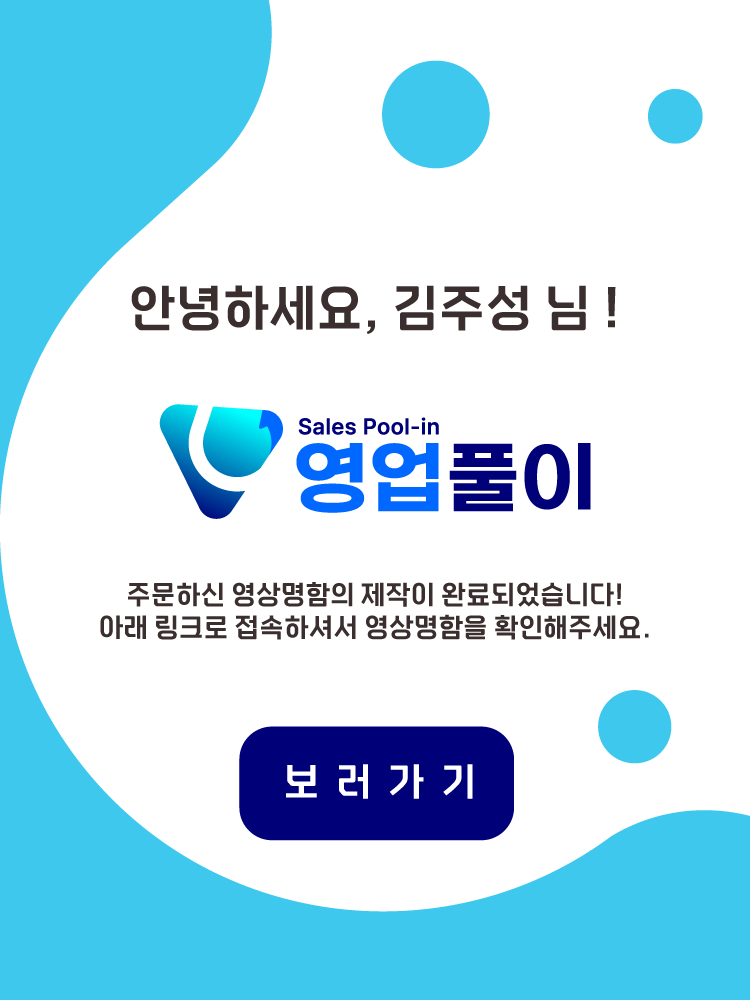 안녕하세요, 김주성 님 !
Sales Pool-in
영업풀이
주문하신 영상명함의 제작이 완료되었습니다!
아래 링크로 접속하셔서 영상명함을 확인해주세요.
보러가기